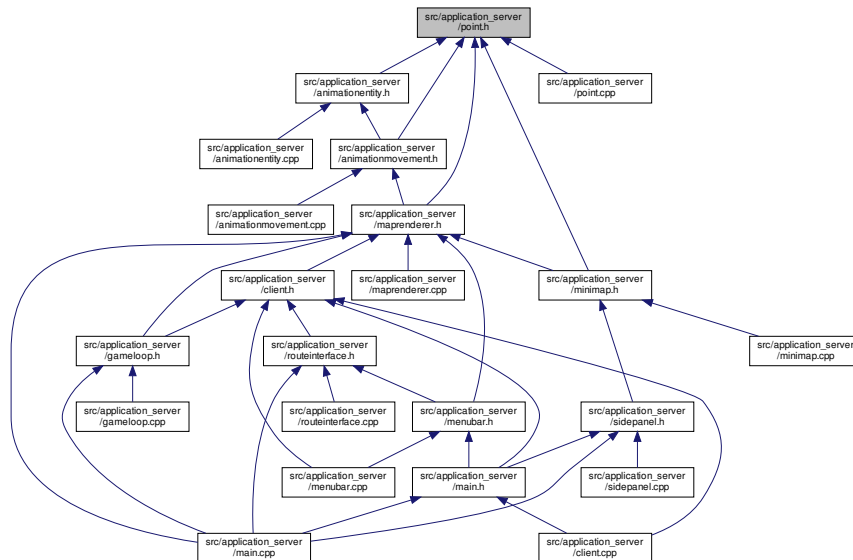 src/application_server
/point.h
src/application_server
/animationentity.h
src/application_server
/point.cpp
src/application_server
/animationentity.cpp
src/application_server
/animationmovement.h
src/application_server
/animationmovement.cpp
src/application_server
/maprenderer.h
src/application_server
/client.h
src/application_server
/maprenderer.cpp
src/application_server
/minimap.h
src/application_server
/gameloop.h
src/application_server
/routeinterface.h
src/application_server
/minimap.cpp
src/application_server
/gameloop.cpp
src/application_server
/routeinterface.cpp
src/application_server
/menubar.h
src/application_server
/sidepanel.h
src/application_server
/menubar.cpp
src/application_server
/main.h
src/application_server
/sidepanel.cpp
src/application_server
/main.cpp
src/application_server
/client.cpp